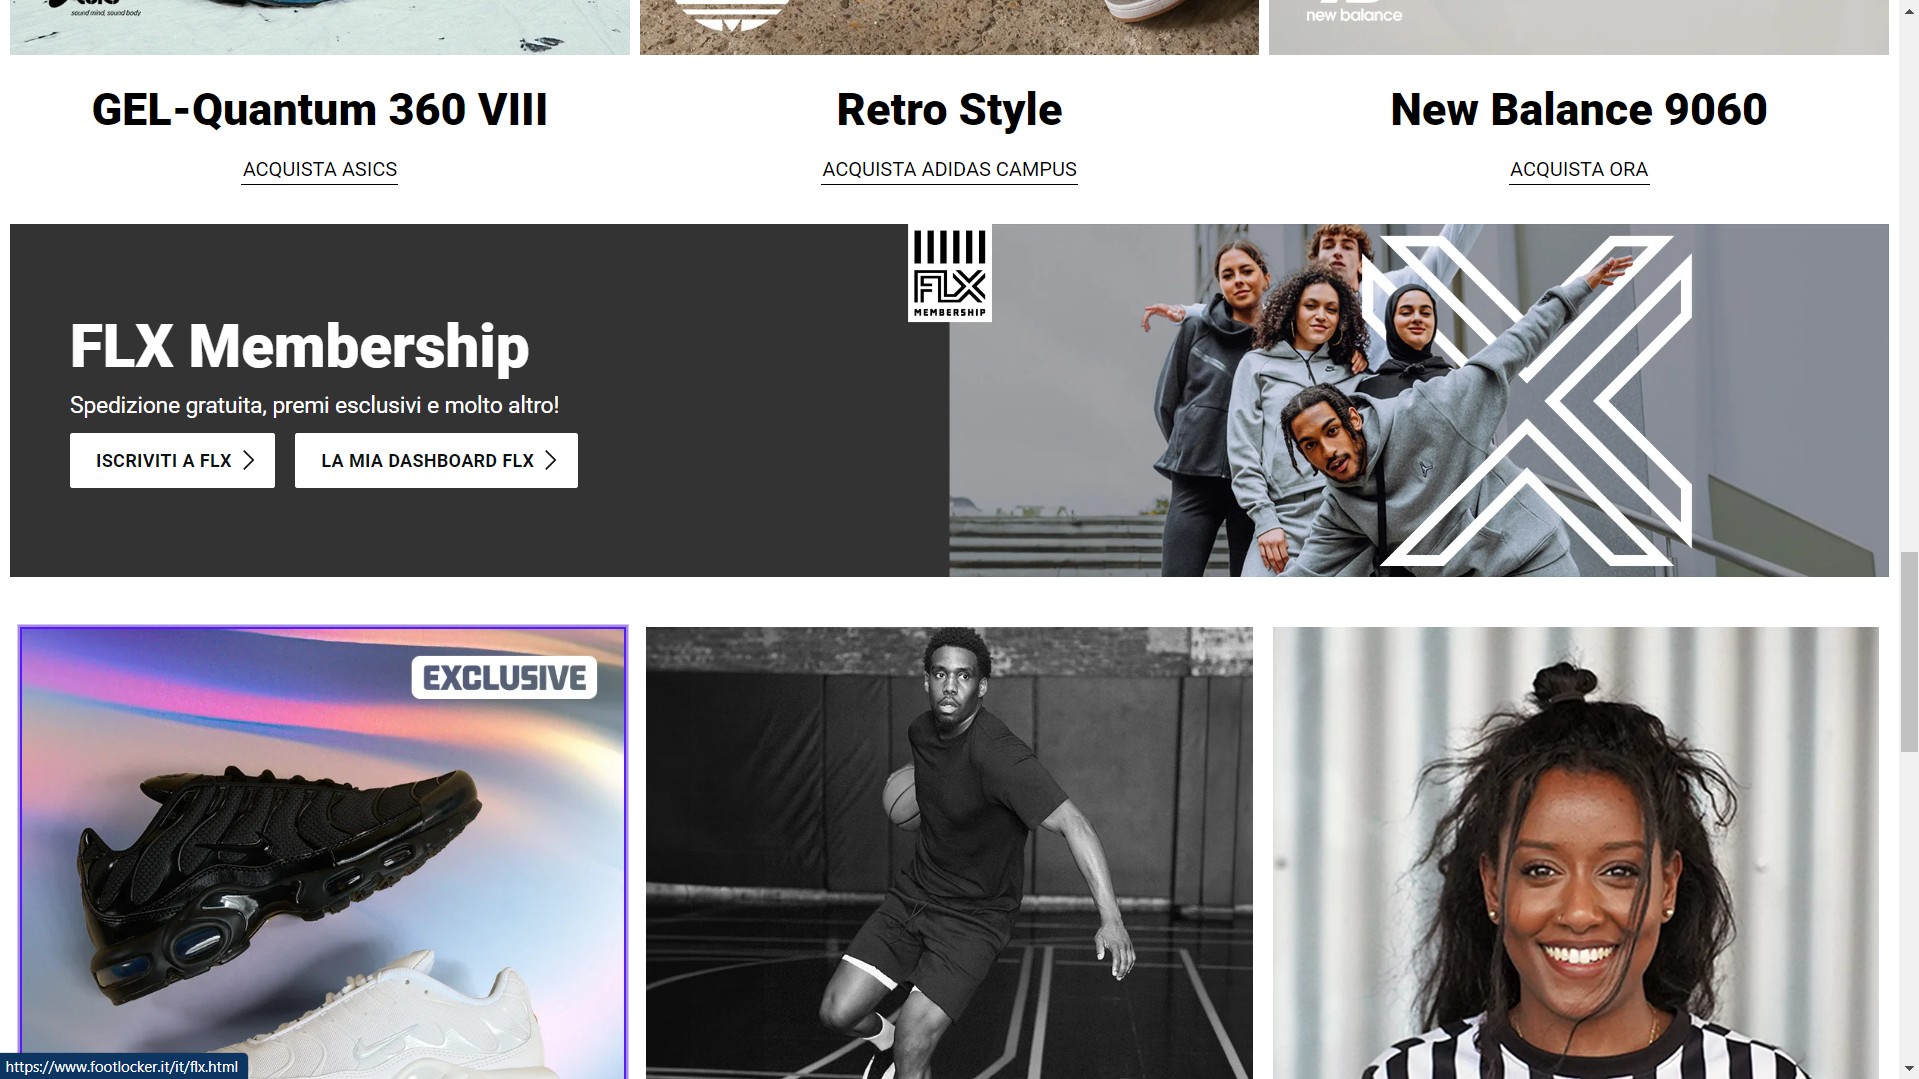 sound mind, sound body
new balance
GEL-Quantum 360 VIII
Retro Style
New Balance 9060
ACQUISTA ASICS
ACQUISTA ADIDAS CAMPUS
ACQUISTA ORA
FLX
MEMBERSHIP
FLX Membership
Spedizione gratuita, premi esclusivi e molto altro!
ISCRIVITI A FLX
LA MIA DASHBOARD FLX
EXCLUSIVE
https://www.footlocker.it/it/flx.html